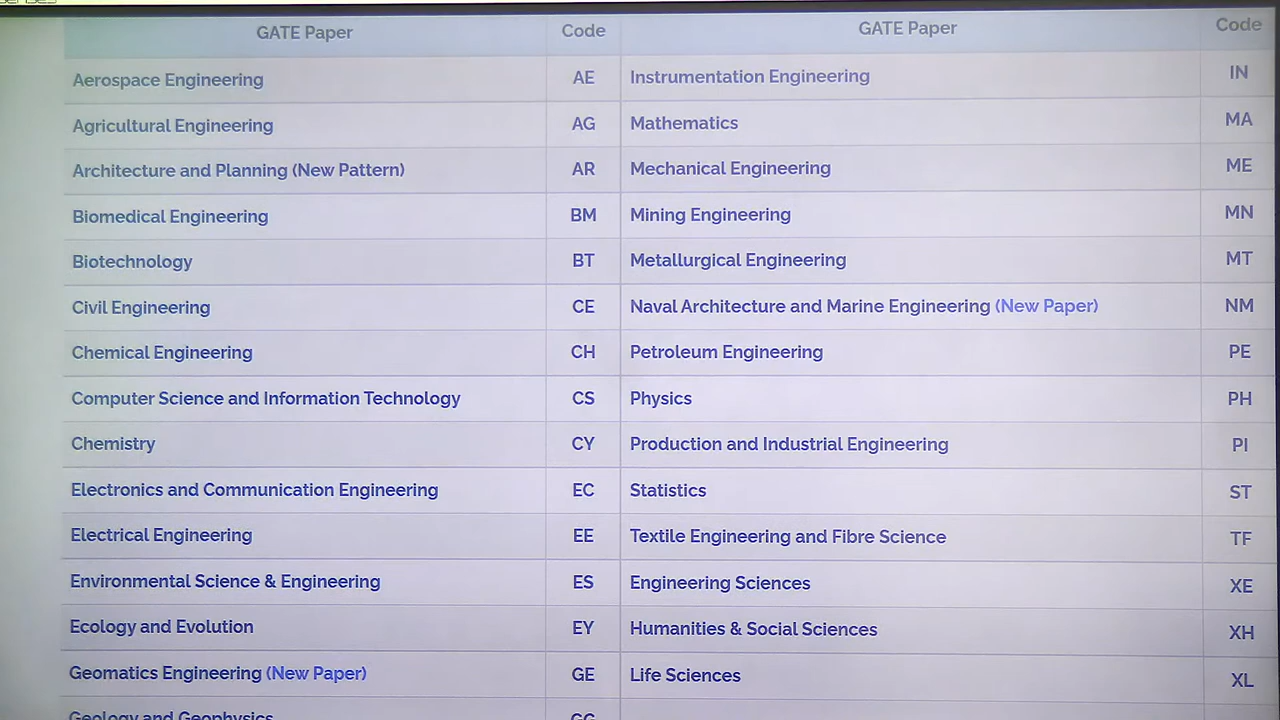 GATE Paper Code GATE Paper Code
Aerospace Engineering AE Instrumentation Engineering IN
Agricultural Engineering AG Mathematics MA
Architecture and Planning (New Pattern) AR Mechanical Engineering ME
Biomedical Engineering BM Mining Engineering MN
Biotechnology BT Metallurgical Engineering MT
Civil Engineering CE Naval Architecture and Marine Engineering (New Paper) NM
Chemical Engineering CH Petroleum Engineering PE
Computer Science and Information Technology CS Physics PH
Chemistry CY Production and Industrial Engineering PI
Electronics and Communication Engineering EC Statistics ST
Electrical Engineering EE Textile Engineering and Fibre Science TF
Environmental Science & Engineering ES Engineering Sciences XE
Ecology and Evolution EY Humanities & Social Sciences XH
Geomatics Engineering (New Paper) GE Life Sciences XL
Geology and Geophysics GG